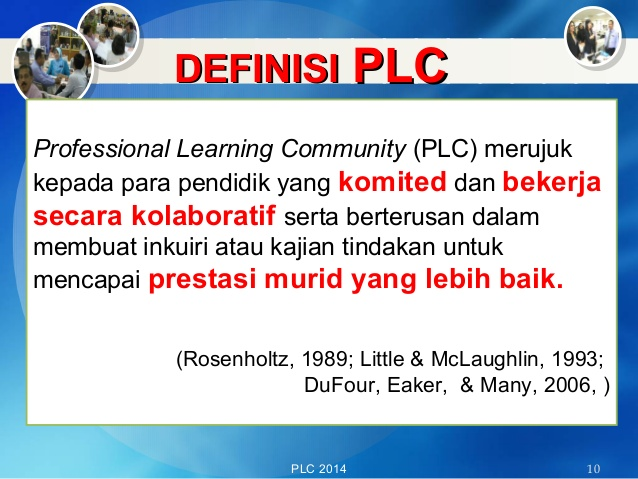 DEFINISI PLC
Professional Learning Community (PLC) merujuk
kepada para pendidik yang komited dan bekerja
secara kolaboratif serta berterusan dalam
membuat inkuiri atau kajian tindakan untuk
mencapai prestasi murid yang lebih baik.
(Rosenholtz, 1989; Little & McLaughlin, 1993;
DuFour, Eaker, & Many, 2006, )
PLC 2014
10